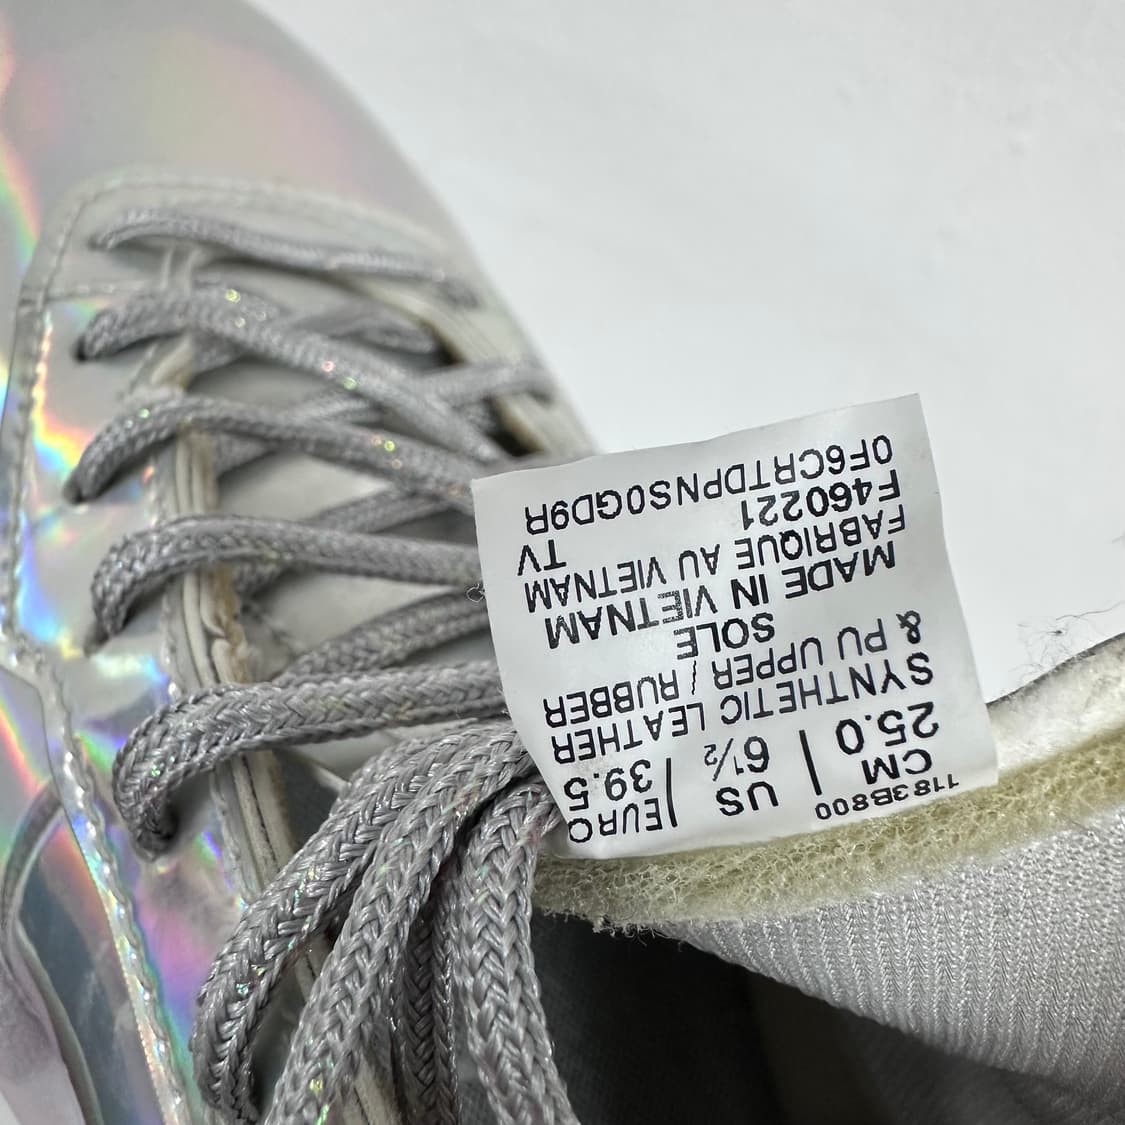 1183B800
CM | US | EURO
25.0 | 6½ | 39.5
SYNTHETIC LEATHER
& PU UPPER / RUBBER
SOLE
MADE IN VIETNAM
FABRIQUE AU VIETNAM
F460221 TV
0F6CRTDPNS0GD9R